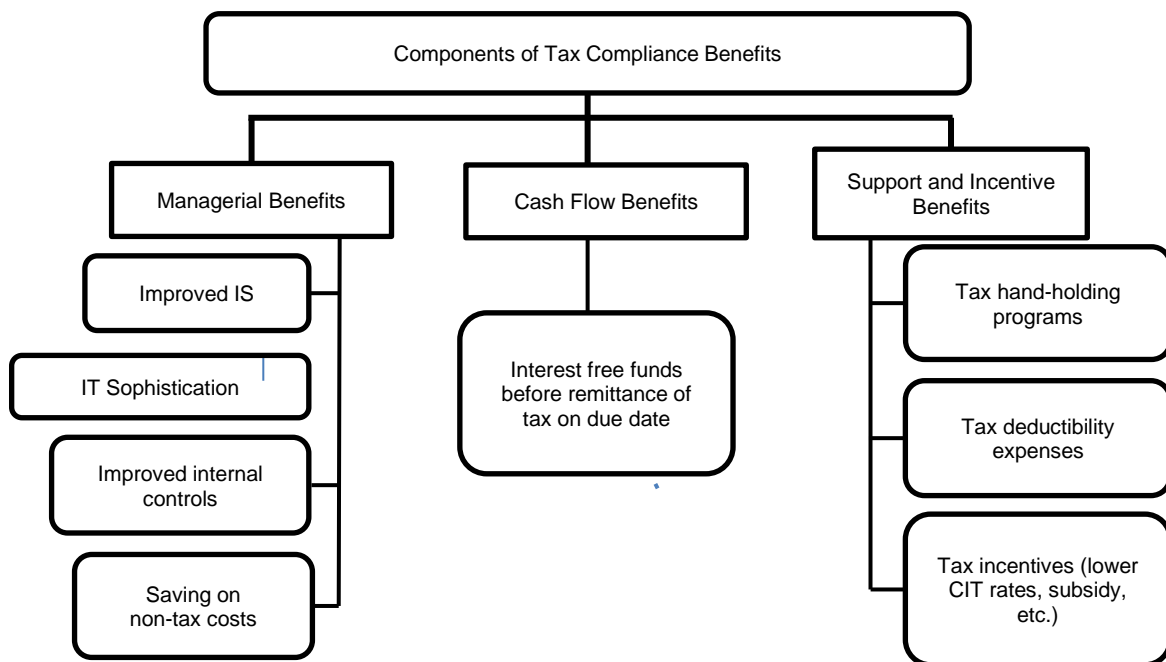 Components of Tax Compliance Benefits
Managerial Benefits
Cash Flow Benefits
Support and Incentive
Benefits
Improved IS
IT Sophistication
Improved internal
controls
Saving on
non-tax costs
Interest free funds
before remittance of
tax on due date
Tax hand-holding
programs
Tax deductibility
expenses
Tax incentives (lower
CIT rates, subsidy,
etc.)